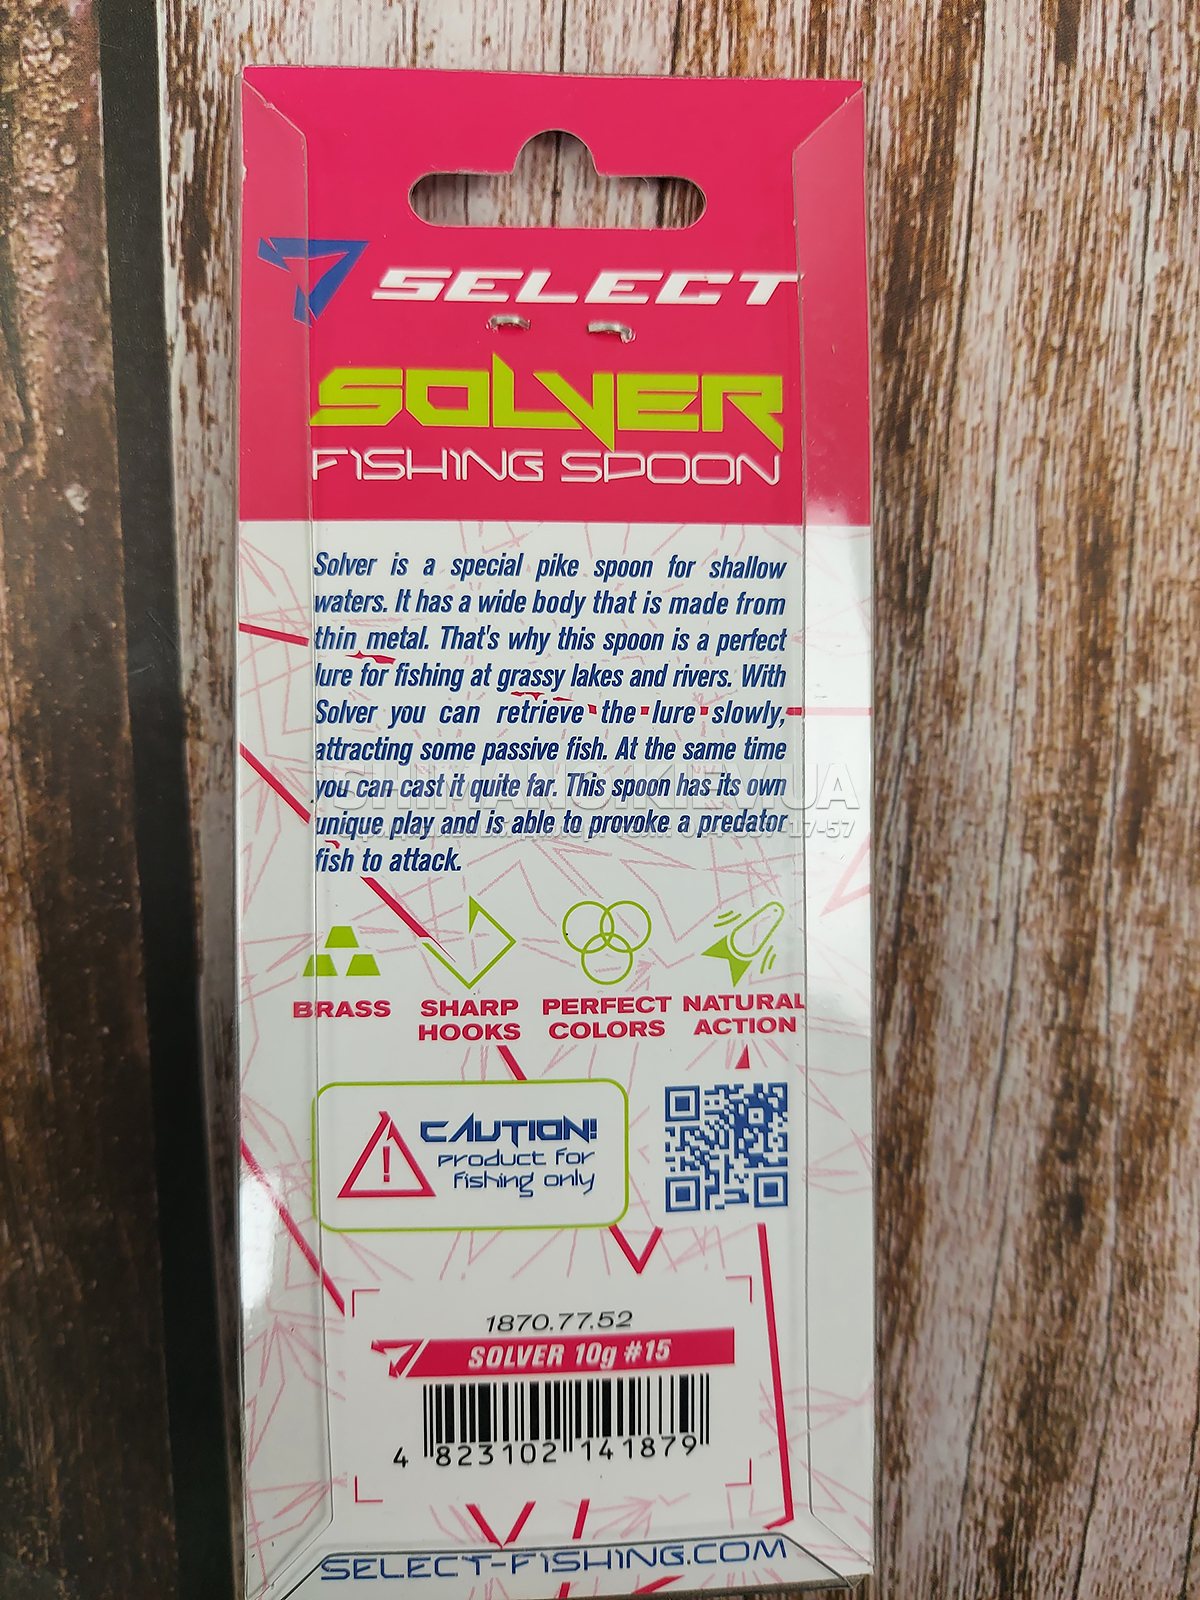 SELECT
SOLVER
FISHING SPOON
Solver is a special pike spoon for shallow
waters. It has a wide body that is made from
thin metal. That's why this spoon is a perfect
lure for fishing at grassy lakes and rivers. With
Solver you can retrieve the lure slowly,
attracting some passive fish. At the same time
you can cast it quite far. This spoon has its own
unique play and is able to provoke a predator
fish to attack.
BRASS
SHARP HOOKS
PERFECT COLORS
NATURAL ACTION
CAUTION!
product for
fishing only
1870.77.52
SOLVER 10g #15
4 823102 141879
SELECT-FISHING.COM